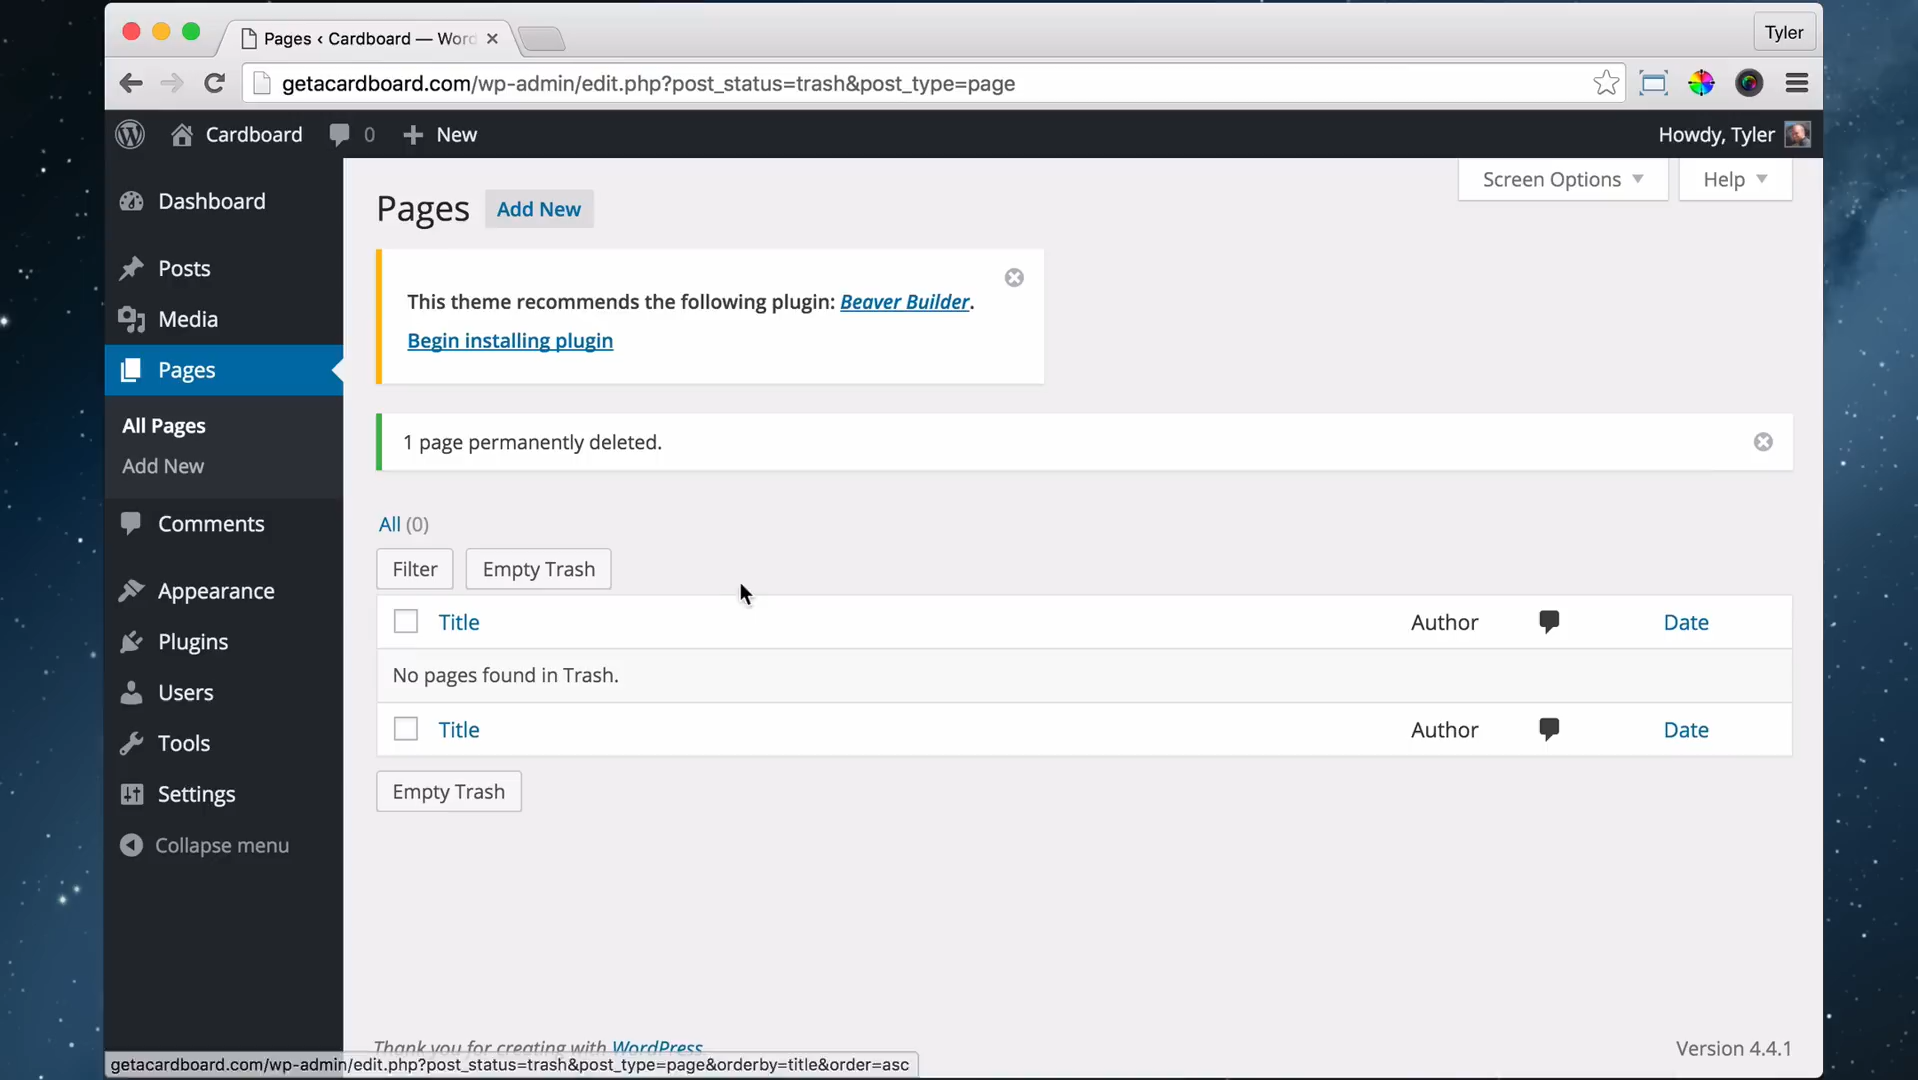 Pages ‹ Cardboard — Word
Tyler
getacardboard.com/wp-admin/edit.php?post_status=trash&post_type=page
Cardboard 0 New
Howdy, Tyler
Screen Options
Help
Dashboard
Posts
Media
Pages
All Pages
Add New
Comments
Appearance
Plugins
Users
Tools
Settings
Collapse menu
Pages Add New
This theme recommends the following plugin: Beaver Builder.
Begin installing plugin
1 page permanently deleted.
All (0)
Filter Empty Trash
Title Author Date
No pages found in Trash.
Title Author Date
Empty Trash
Thank you for creating with WordPress
Version 4.4.1
getacardboard.com/wp-admin/edit.php?post_status=trash&post_type=page&orderby=title&order=asc